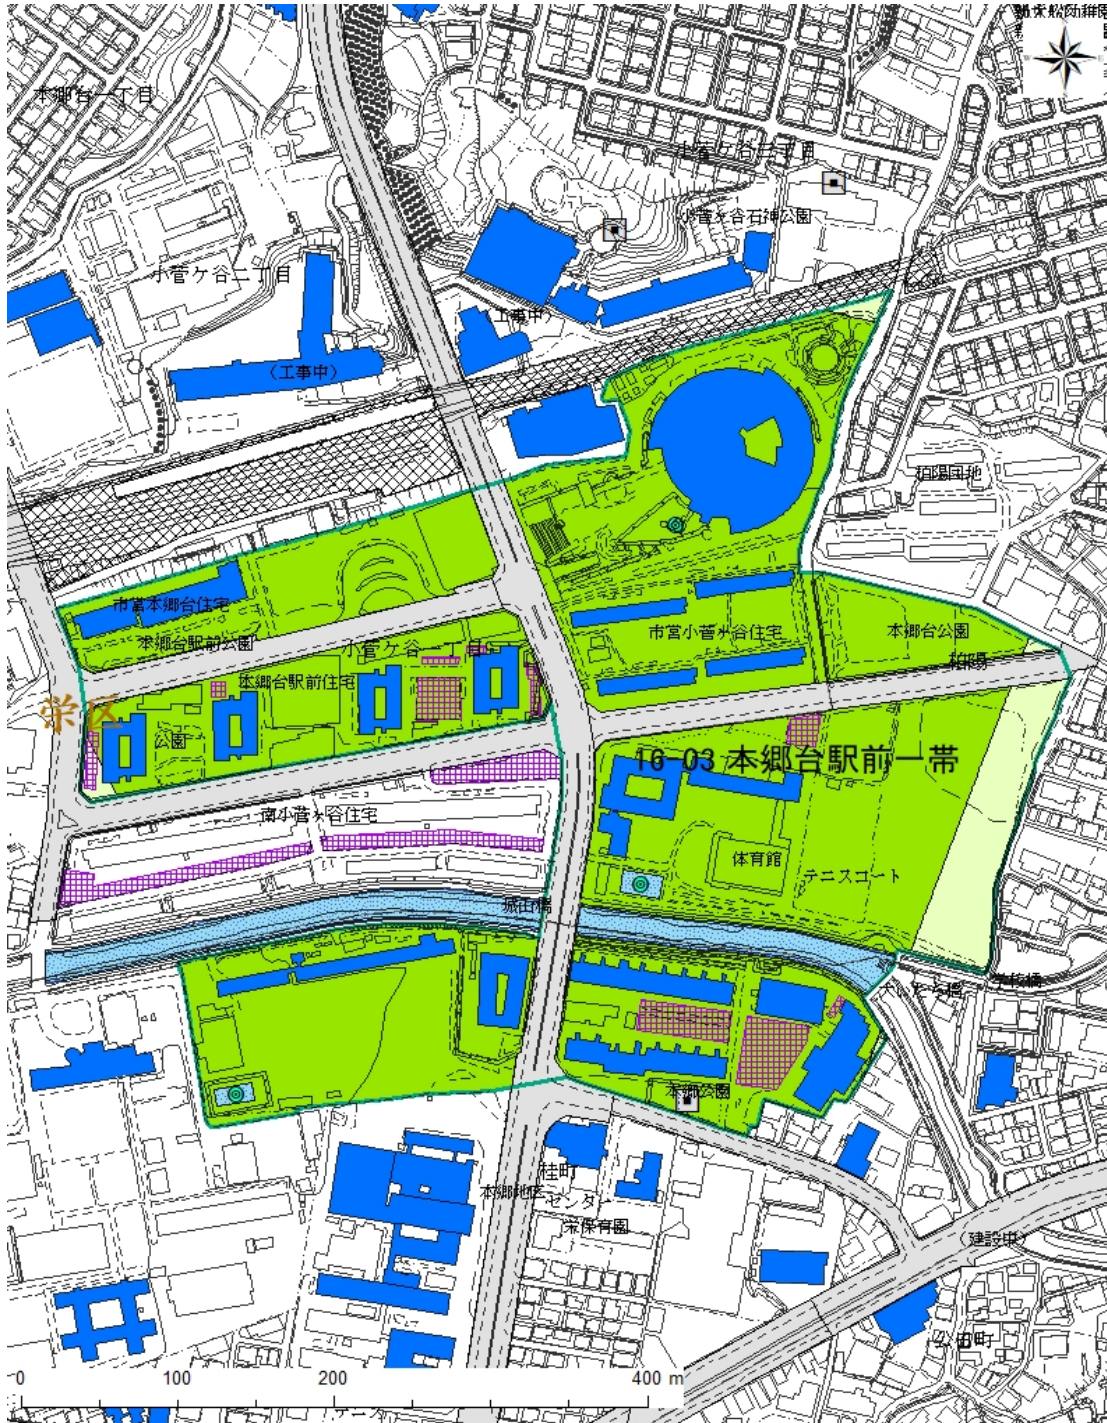 本郷台一丁目
小菅ケ谷三丁目
小菅ケ谷石神公園
小菅ケ谷二丁目
(工事中)
(工事中)
柏陽団地
市営本郷台住宅
市営小菅ヶ谷住宅
本郷台公園
本郷台駅前公園
小菅ケ谷一丁目
柏陽
本郷台駅前住宅
栄区
公園
16-03 本郷台駅前一帯
南小菅ヶ谷住宅
体育館
テニスコート
城山橋
学校橋
本郷公園
桂町
本郷地区センター
栄保育園
(建設中)
公田町
0 100 200 400 m